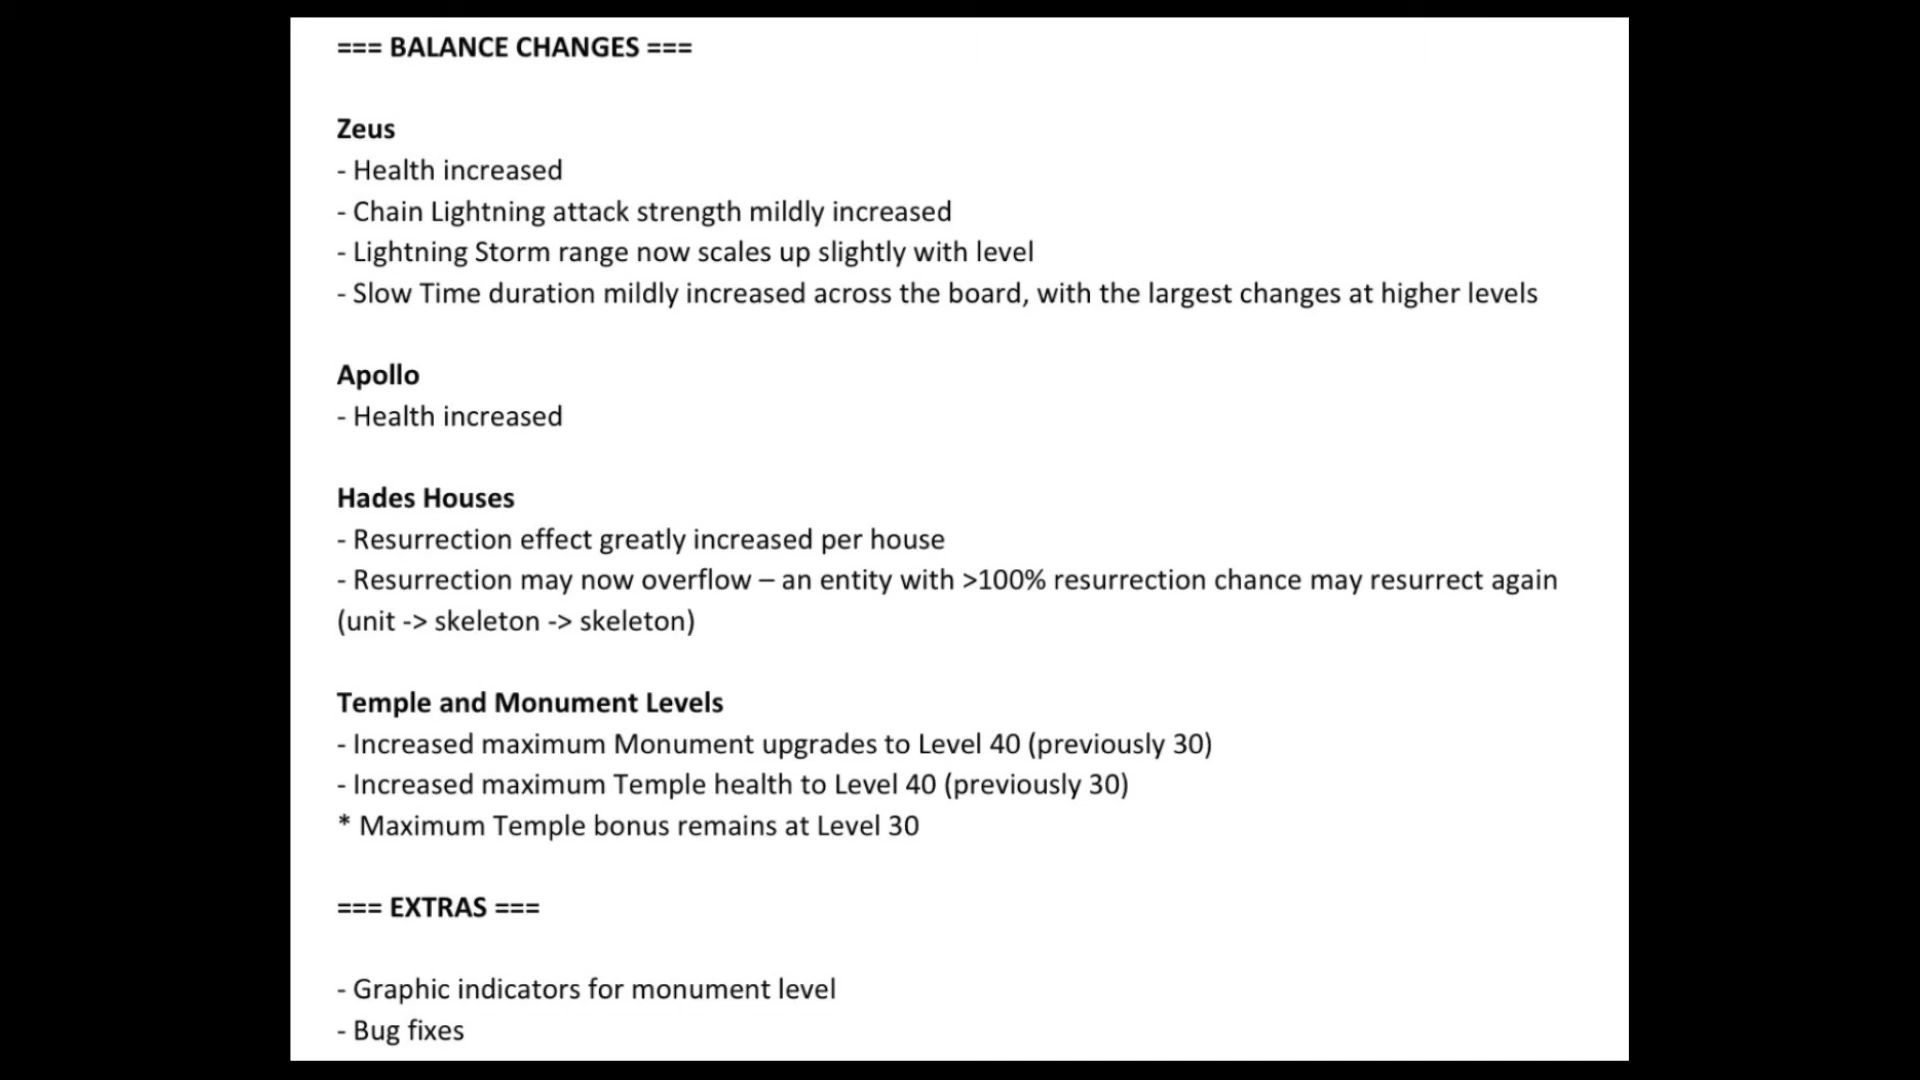 === BALANCE CHANGES ===
Zeus
- Health increased
- Chain Lightning attack strength mildly increased
- Lightning Storm range now scales up slightly with level
- Slow Time duration mildly increased across the board, with the largest changes at higher levels
Apollo
- Health increased
Hades Houses
- Resurrection effect greatly increased per house
- Resurrection may now overflow – an entity with >100% resurrection chance may resurrect again
(unit -> skeleton -> skeleton)
Temple and Monument Levels
- Increased maximum Monument upgrades to Level 40 (previously 30)
- Increased maximum Temple health to Level 40 (previously 30)
* Maximum Temple bonus remains at Level 30
=== EXTRAS ===
- Graphic indicators for monument level
- Bug fixes